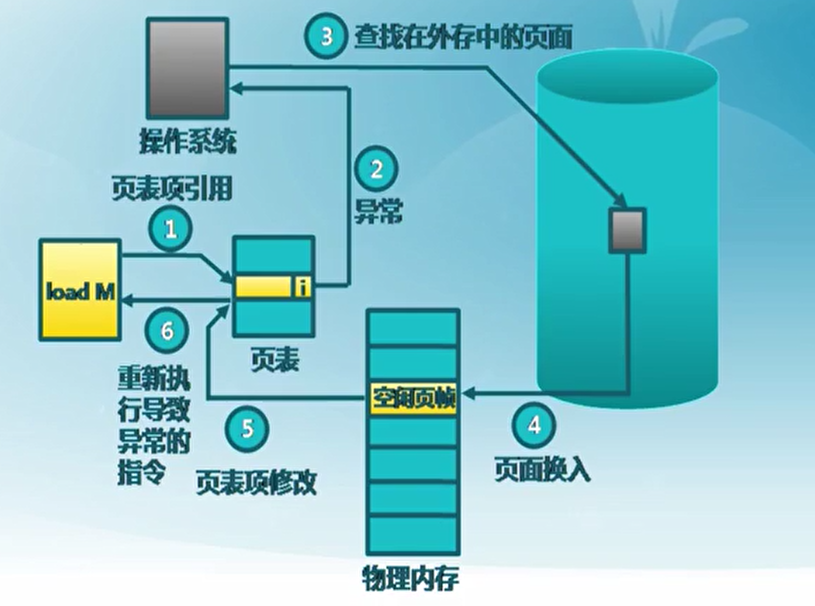 3 查找在外存中的页面
操作系统
页表项引用
1
2
异常
load M
i
6
页表
重新执
行导致
异常的
指令
空闲页帧
5
页表项修改
4
页面换入
物理内存